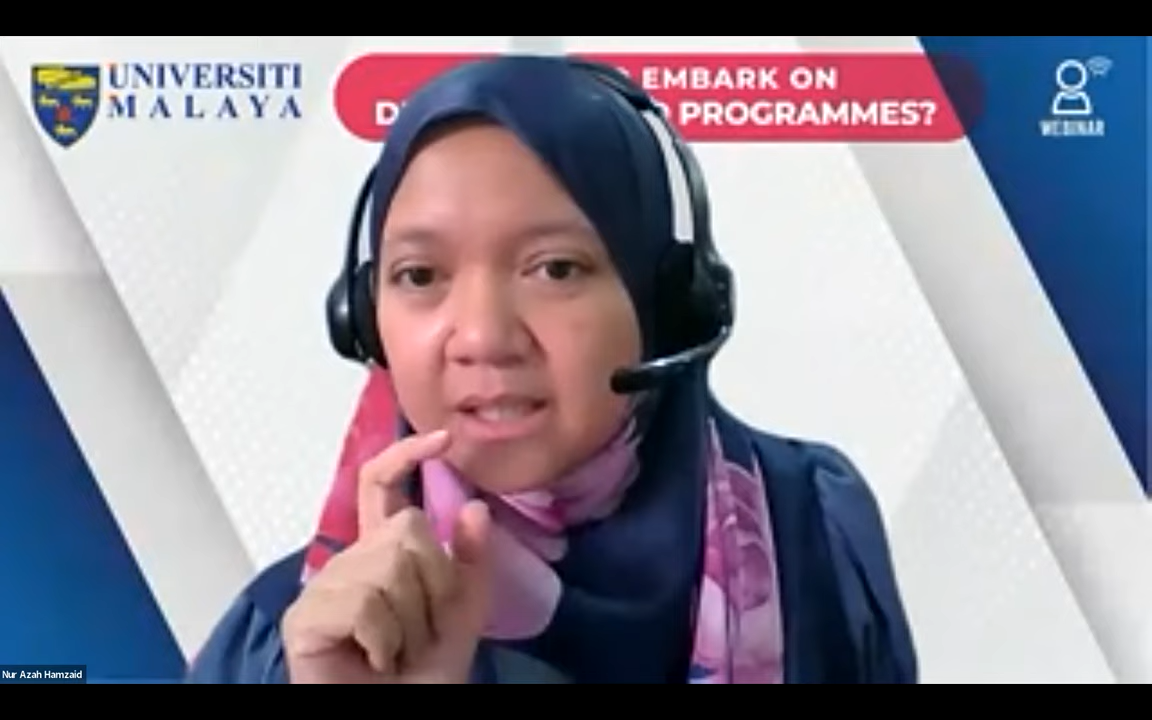 UNIVERSITI
MALAYA
EMBARK ON
PROGRAMMES?
WEBINAR
Nur Azah Hamzaid